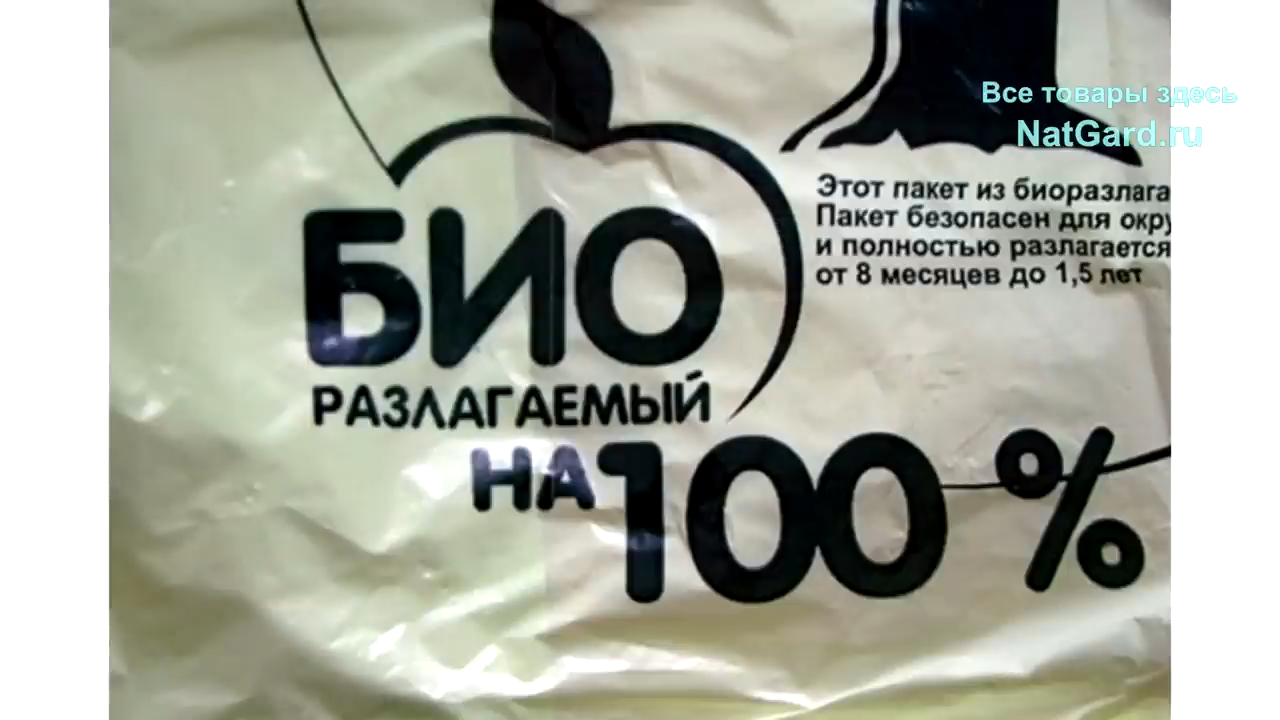 Все товары здесь
NatGard.ru
Этот пакет из биоразлага
Пакет безопасен для окру
и полностью разлагается
от 8 месяцев до 1,5 лет
БИО
РАЗЛАГАЕМЫЙ
НА 100 %